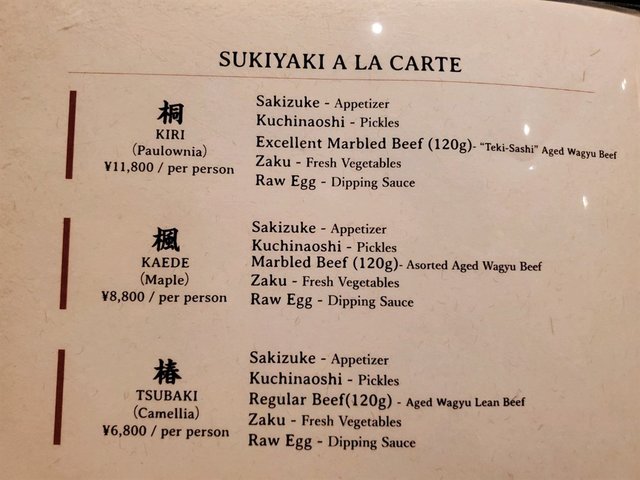 SUKIYAKI A LA CARTE
桐
KIRI
(Paulownia)
¥11,800 / per person
Sakizuke - Appetizer
Kuchinaoshi - Pickles
Excellent Marbled Beef (120g)- "Teki-Sashi" Aged Wagyu Beef
Zaku - Fresh Vegetables
Raw Egg - Dipping Sauce
楓
KAEDE
(Maple)
¥8,800 / per person
Sakizuke - Appetizer
Kuchinaoshi - Pickles
Marbled Beef (120g)- Asorted Aged Wagyu Beef
Zaku - Fresh Vegetables
Raw Egg - Dipping Sauce
椿
TSUBAKI
(Camellia)
¥6,800 / per person
Sakizuke - Appetizer
Kuchinaoshi - Pickles
Regular Beef(120g) - Aged Wagyu Lean Beef
Zaku - Fresh Vegetables
Raw Egg - Dipping Sauce